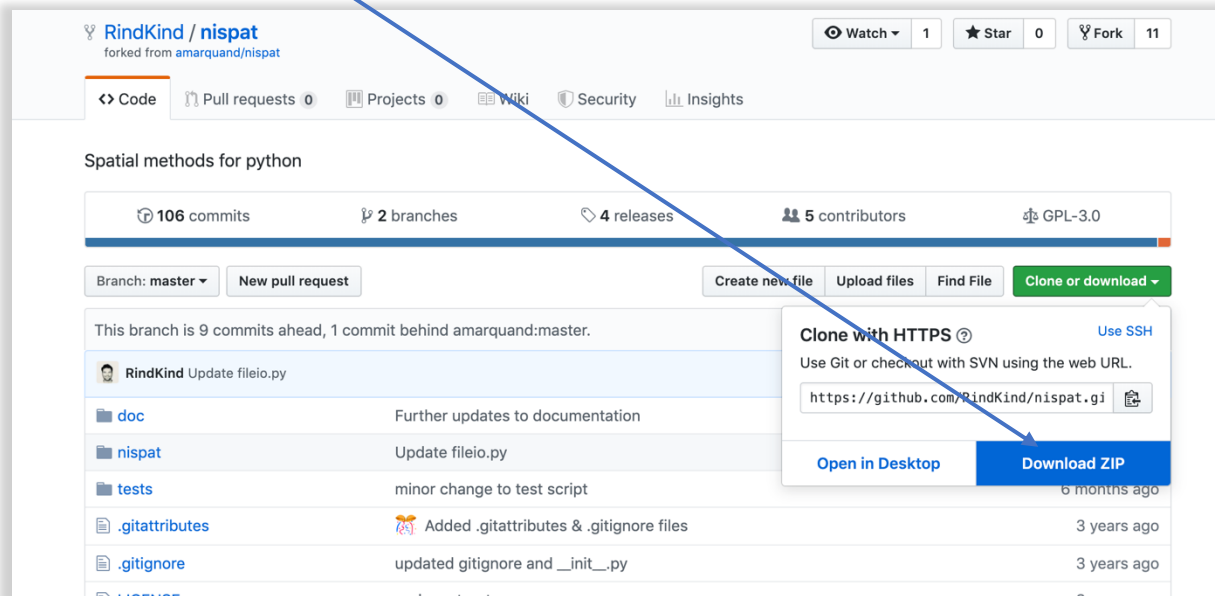 RindKind / nispat
Watch 1 Star 0 Fork 11
forked from amarquand/nispat
Code Pull requests 0 Projects 0 Wiki Security Insights
Spatial methods for python
106 commits 2 branches 4 releases 5 contributors GPL-3.0
Branch: master New pull request Create new file Upload files Find File Clone or download
This branch is 9 commits ahead, 1 commit behind amarquand:master.
Clone with HTTPS ? Use SSH
Use Git or checkout with SVN using the web URL.
RindKind Update fileio.py
https://github.com/RindKind/nispat.gi
doc Further updates to documentation
nispat Update fileio.py
Open in Desktop Download ZIP
tests minor change to test script 6 months ago
.gitattributes Added .gitattributes & .gitignore files 3 years ago
.gitignore updated gitignore and __init__.py 3 years ago